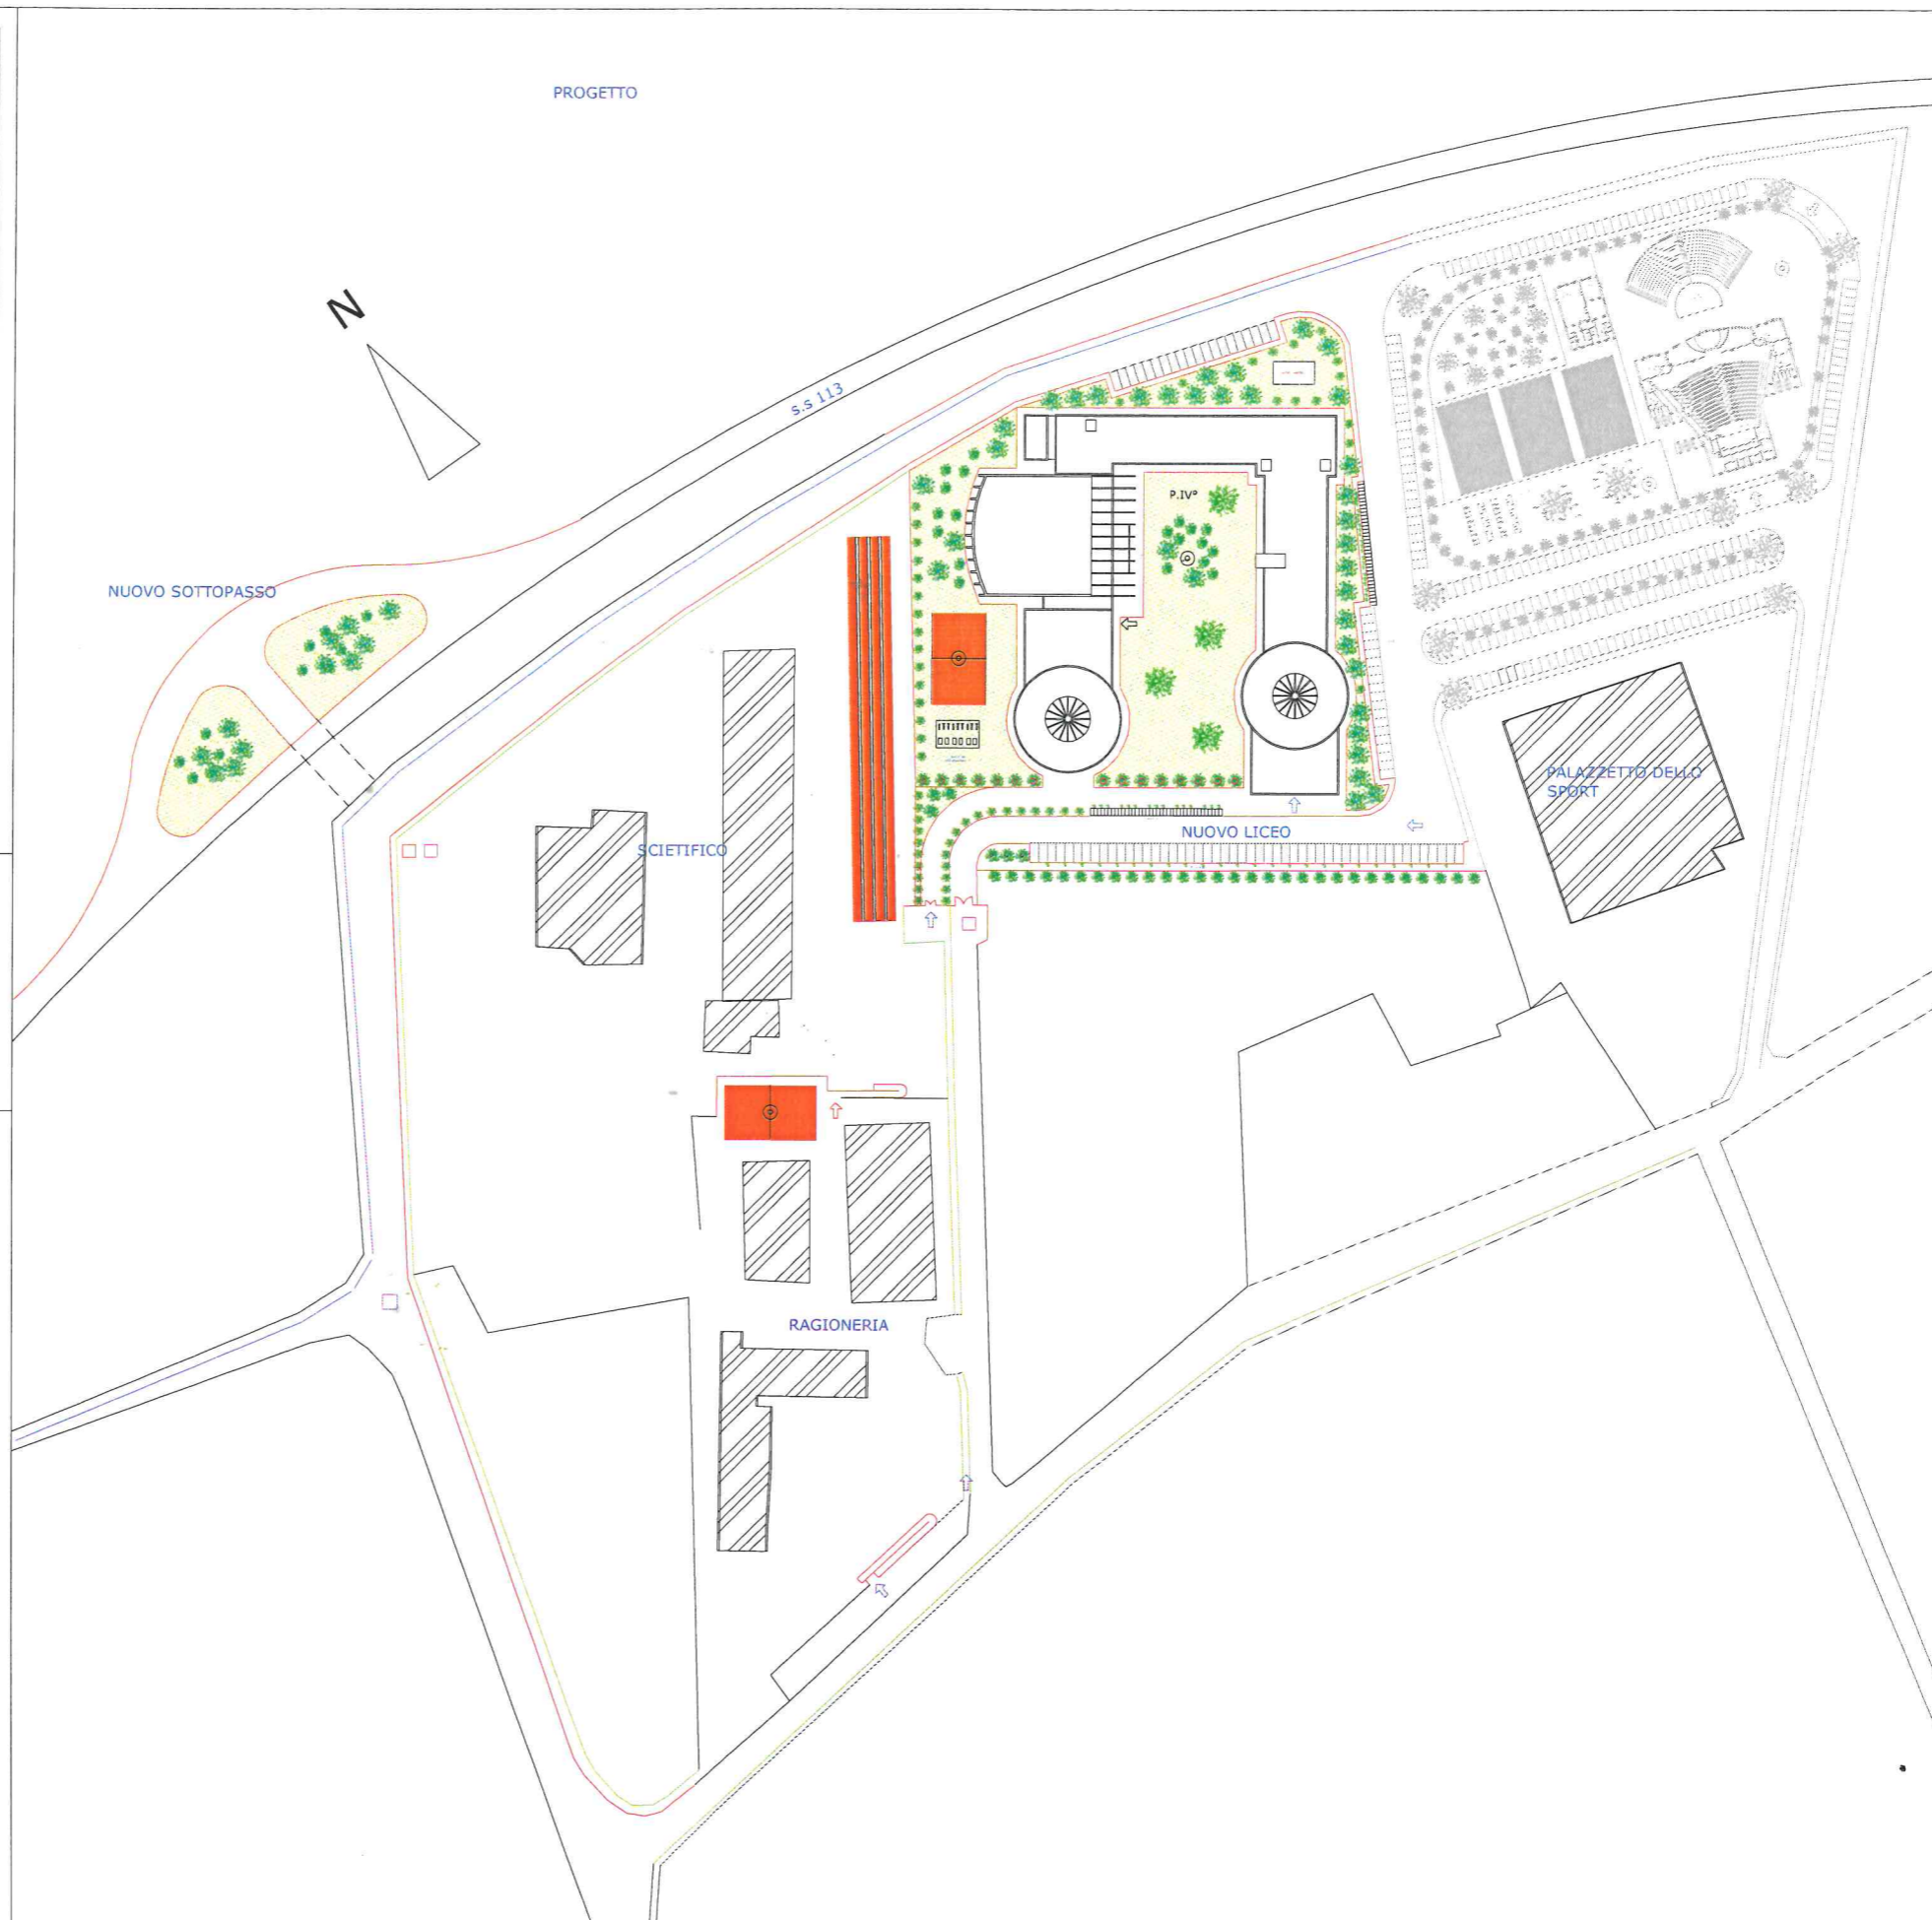 PROGETTO
N
s.s 113
P.IV°
NUOVO SOTTOPASSO
PALAZZETTO DELLO
SPORT
NUOVO LICEO
SCIETIFICO
RAGIONERIA